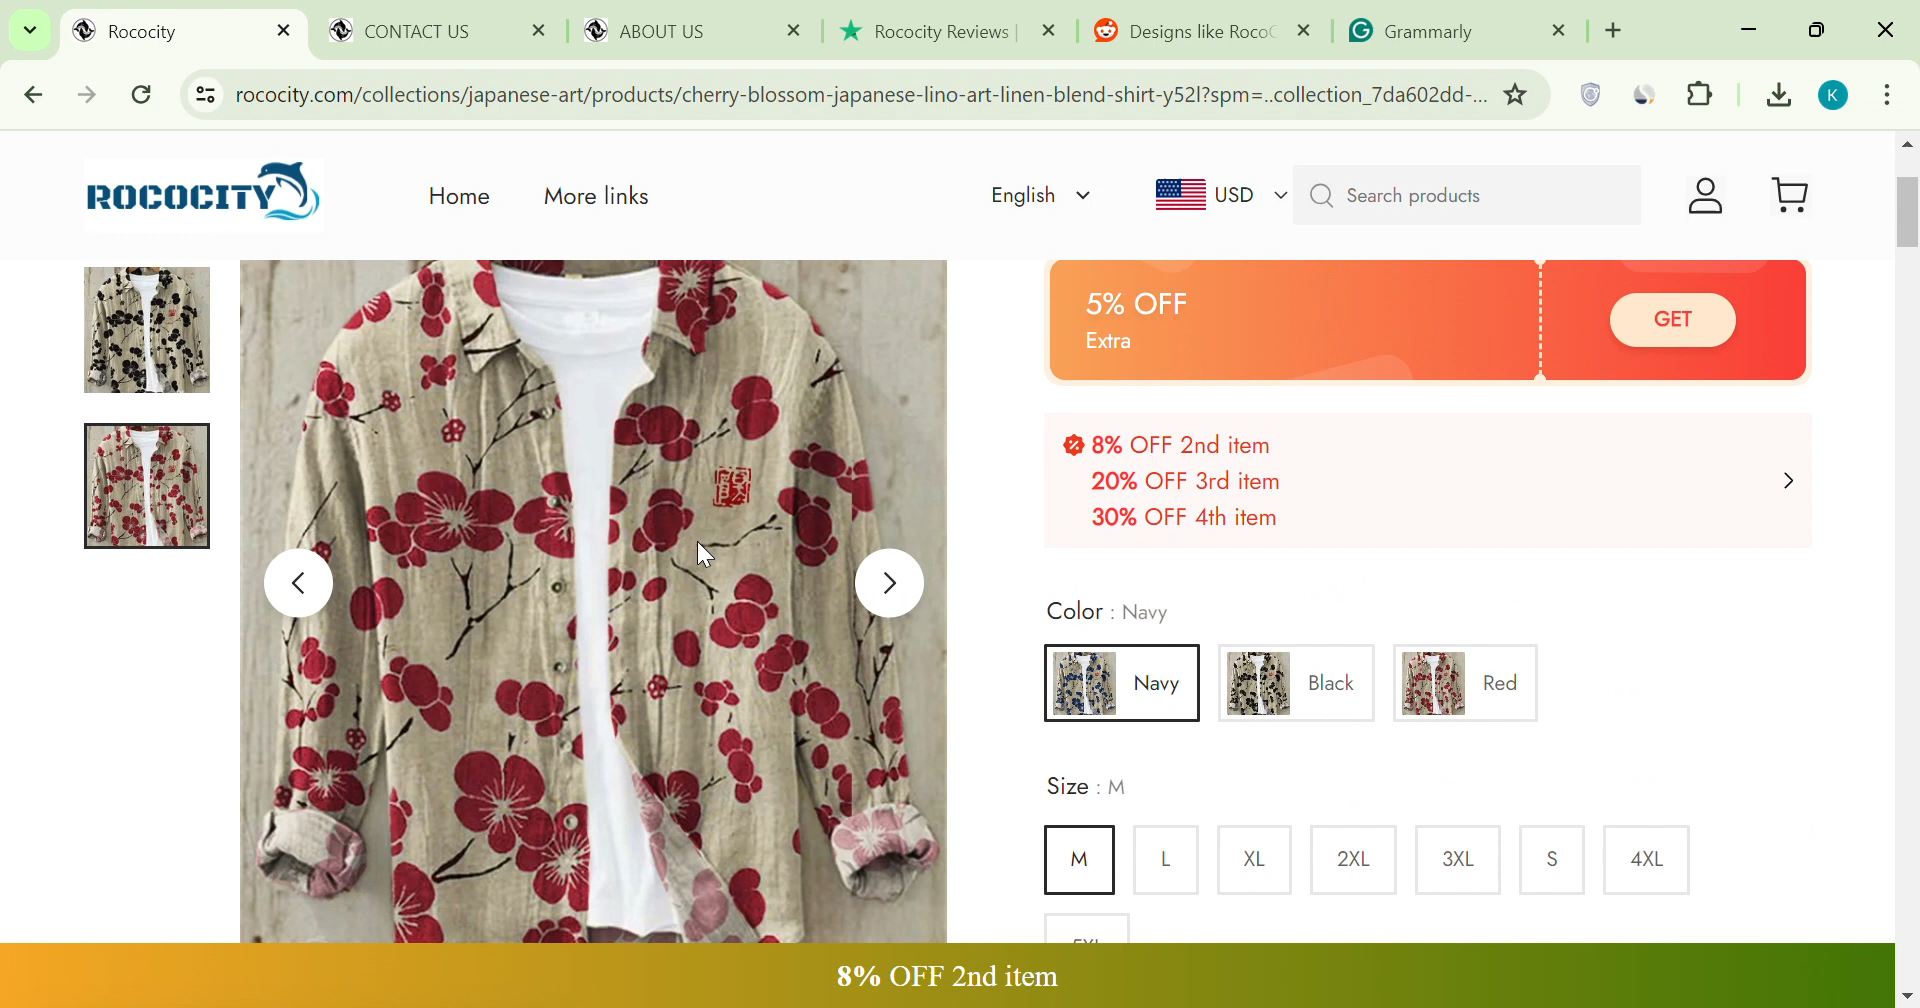 Rococity
CONTACT US
ABOUT US
Rococity Reviews |
Designs like RocoC
Grammarly
rococity.com/collections/japanese-art/products/cherry-blossom-japanese-lino-art-linen-blend-shirt-y52l?spm=..collection_7da602dd-...
K
ROCOCITY
Home
More links
English
USD
Search products
5% OFF
Extra
GET
8% OFF 2nd item
20% OFF 3rd item
30% OFF 4th item
Color : Navy
Navy
Black
Red
Size : M
M
L
XL
2XL
3XL
S
4XL
8% OFF 2nd item